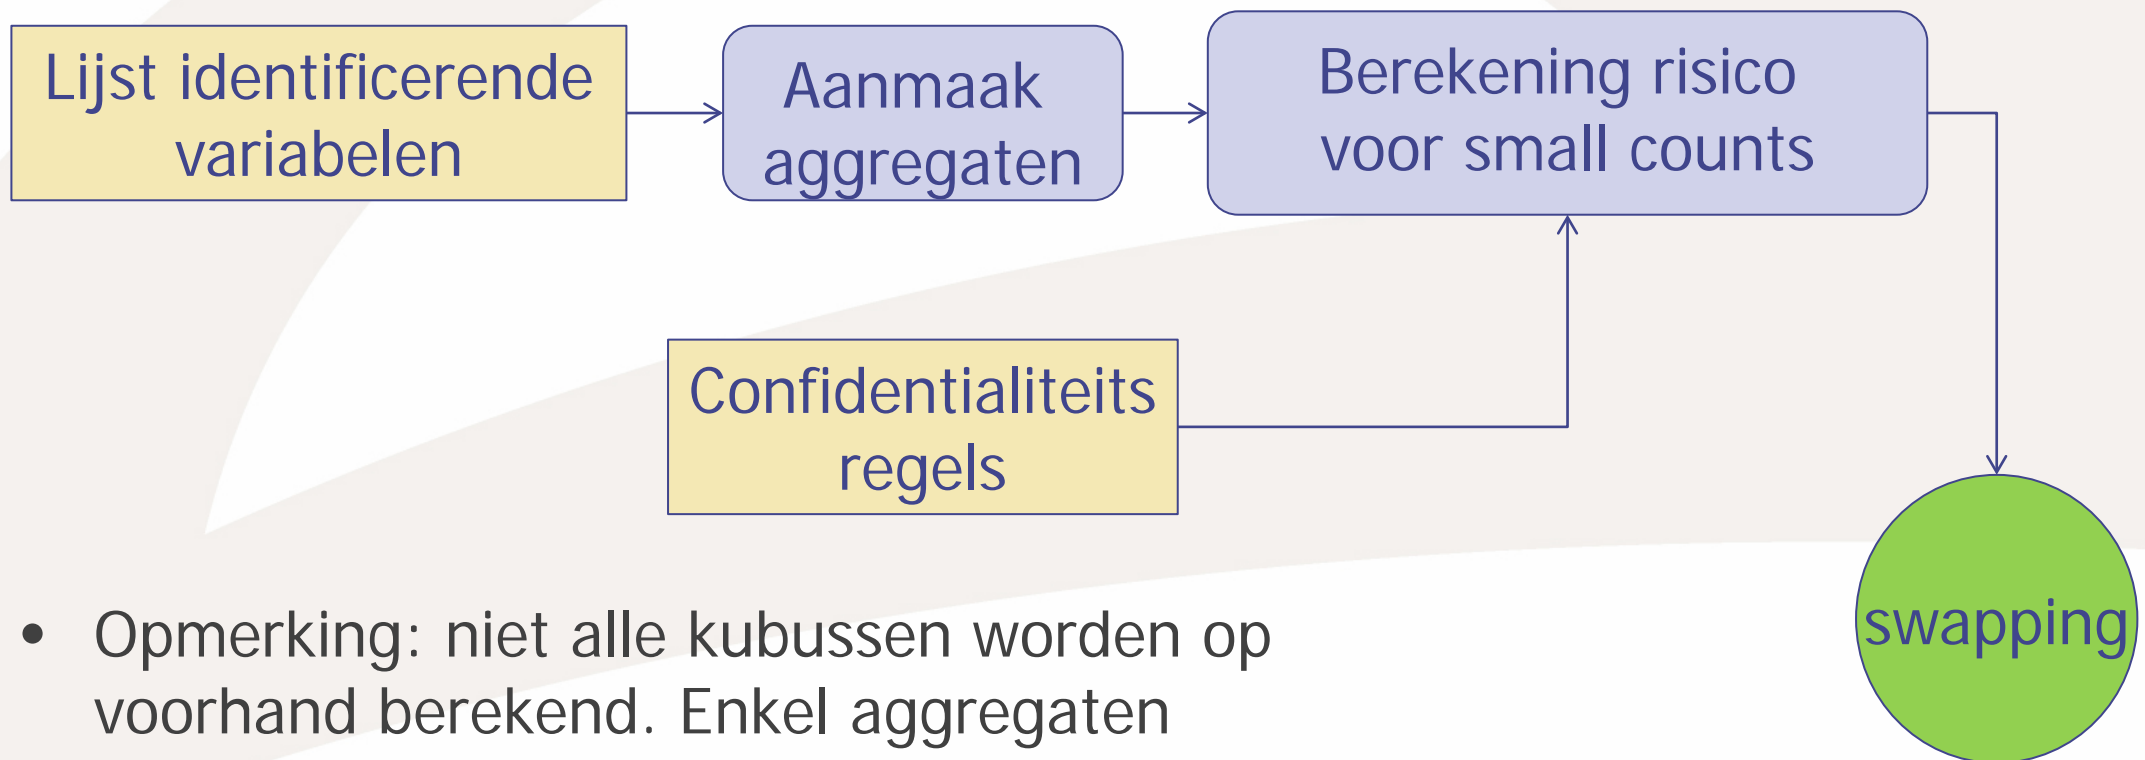 Lijst identificerende
variabelen
Aanmaak
aggregaten
Berekening risico
voor small counts
Confidentialiteits
regels
swapping
• Opmerking: niet alle kubussen worden op
voorhand berekend. Enkel aggregaten